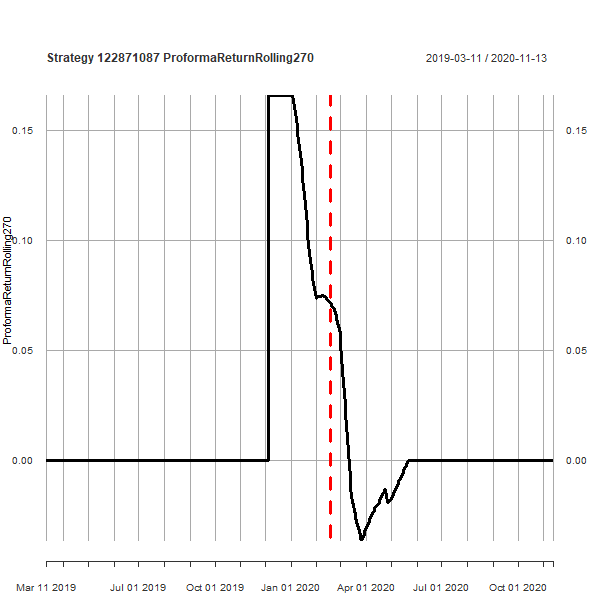 Strategy 122871087 ProformaReturnRolling270
2019-03-11 / 2020-11-13
0.15
0.15
0.10
0.10
ProformaReturnRolling270
0.05
0.05
0.00
0.00
Mar 11 2019
Jul 01 2019
Oct 01 2019
Jan 01 2020
Apr 01 2020
Jul 01 2020
Oct 01 2020